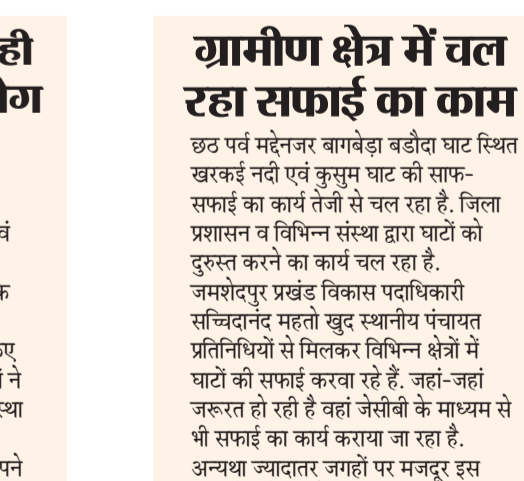 ही
ग्रामीण क्षेत्र में चल
रहा सफाई का काम
छठ पर्व मद्देनजर बागबेड़ा बडौदा घाट स्थित
खरकई नदी एवं कुसुम घाट की साफ-
सफाई का कार्य तेजी से चल रहा है. जिला
प्रशासन व विभिन्न संस्था द्वारा घाटों को
दुरुस्त करने का कार्य चल रहा है.
जमशेदपुर प्रखंड विकास पदाधिकारी
सच्चिदानंद महतो खुद स्थानीय पंचायत
प्रतिनिधियों से मिलकर विभिन्न क्षेत्रों में
घाटों की सफाई करवा रहे हैं. जहां-जहां
जरूरत हो रही है वहां जेसीबी के माध्यम से
भी सफाई का कार्य कराया जा रहा है.
अन्यथा ज्यादातर जगहों पर मजदूर इस